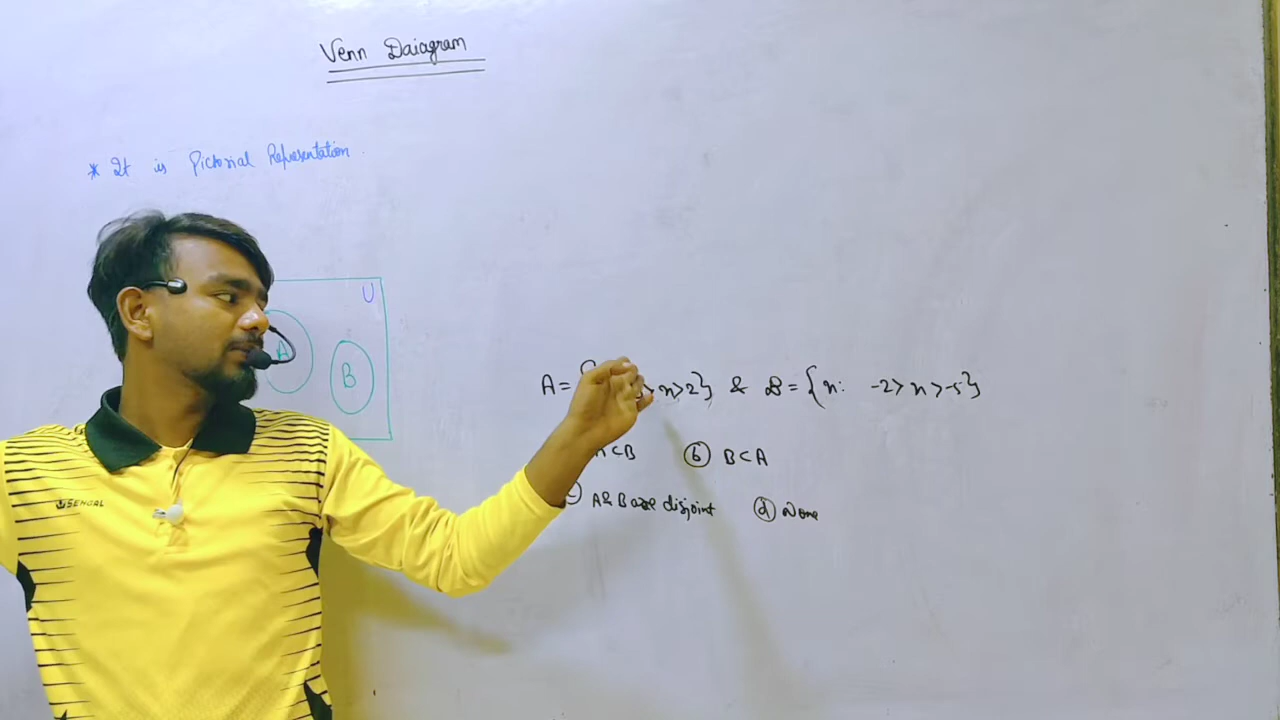 Venn Daiagram
* It is Pictorial Representation
U
A
B
A = { > n > 2 } & B = { n : -2 > n > -5 }
A ⊂ B (b) B ⊂ A
(c) A & B are disjoint (d) None
SENGAL